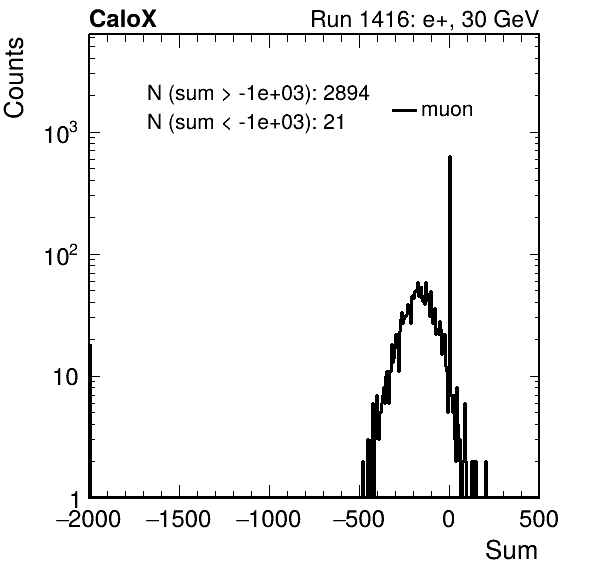 CaloX Run 1416: e+, 30 GeV
Counts
N (sum > -1e+03): 2894
N (sum < -1e+03): 21
muon
10³
10²
10
1
−2000 −1500 −1000 −500 0 500
Sum